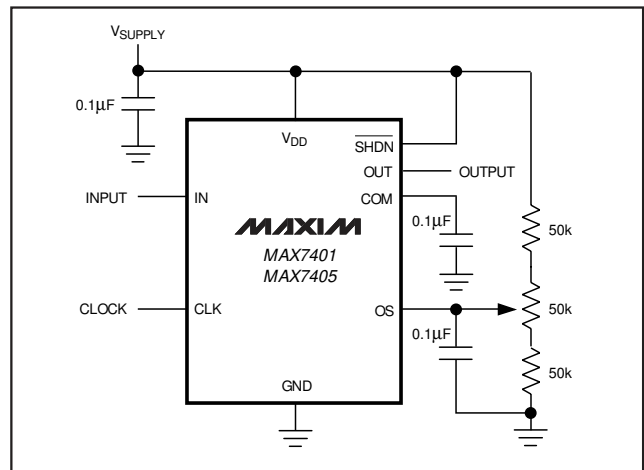 VSUPPLY
0.1µF
VDD
SHDN
OUT
OUTPUT
INPUT
IN
COM
MAXIM
0.1µF
50k
MAX7401
MAX7405
CLOCK
CLK
OS
50k
0.1µF
50k
GND